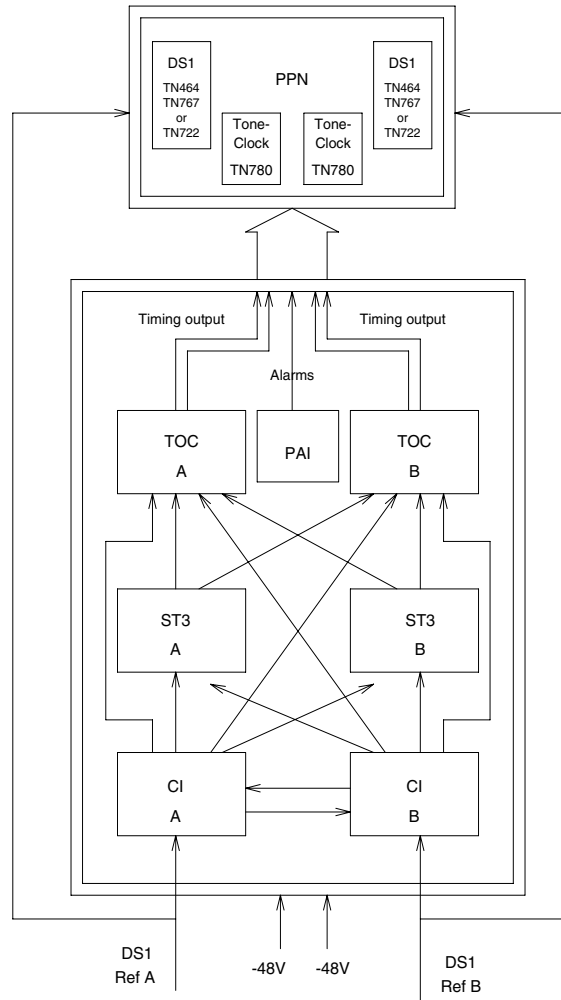 DS1
TN464
TN767
or
TN722
PPN
DS1
TN464
TN767
or
TN722
Tone-
Clock
TN780
Tone-
Clock
TN780
Timing output
Timing output
Alarms
TOC
A
PAI
TOC
B
ST3
A
ST3
B
CI
A
CI
B
DS1
Ref A
-48V
-48V
DS1
Ref B